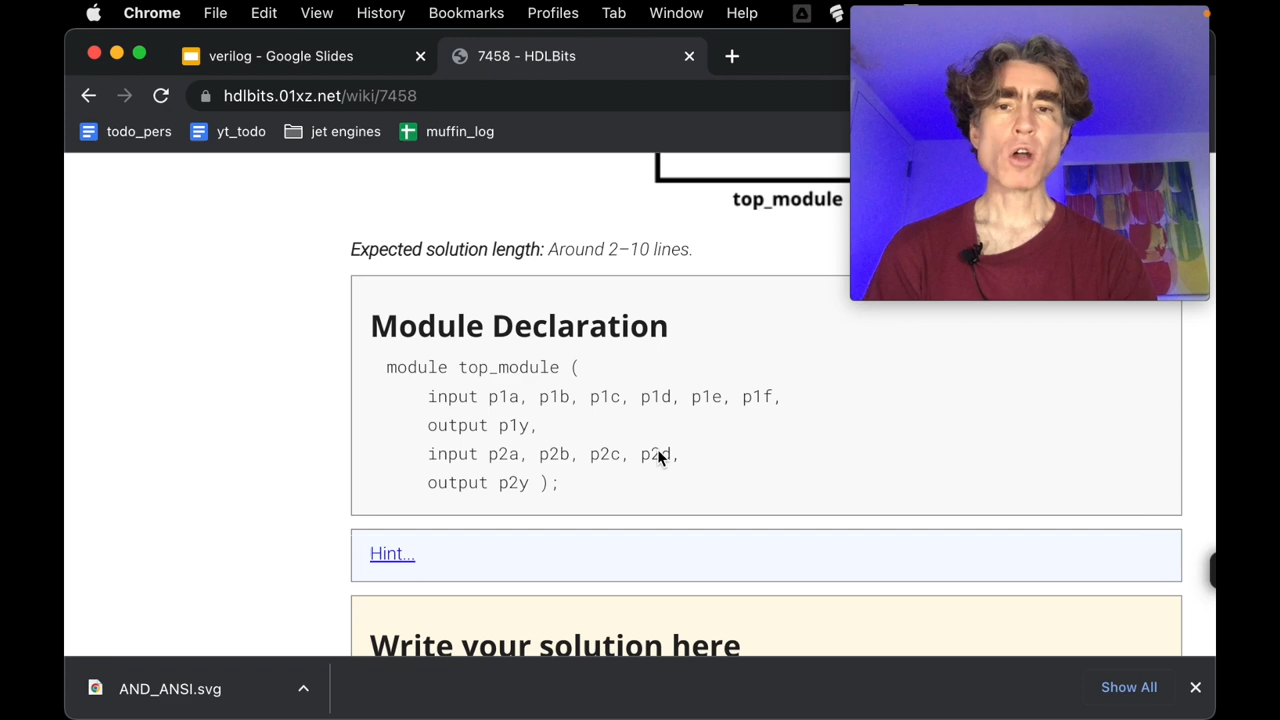 Chrome File Edit View History Bookmarks Profiles Tab Window Help
verilog - Google Slides
7458 - HDLBits
hdlbits.01xz.net/wiki/7458
todo_pers yt_todo jet engines muffin_log
top_module
Expected solution length: Around 2–10 lines.
Module Declaration
module top_module (
input p1a, p1b, p1c, p1d, p1e, p1f,
output p1y,
input p2a, p2b, p2c, p2d,
output p2y );
Hint...
Write your solution here
AND_ANSI.svg
Show All